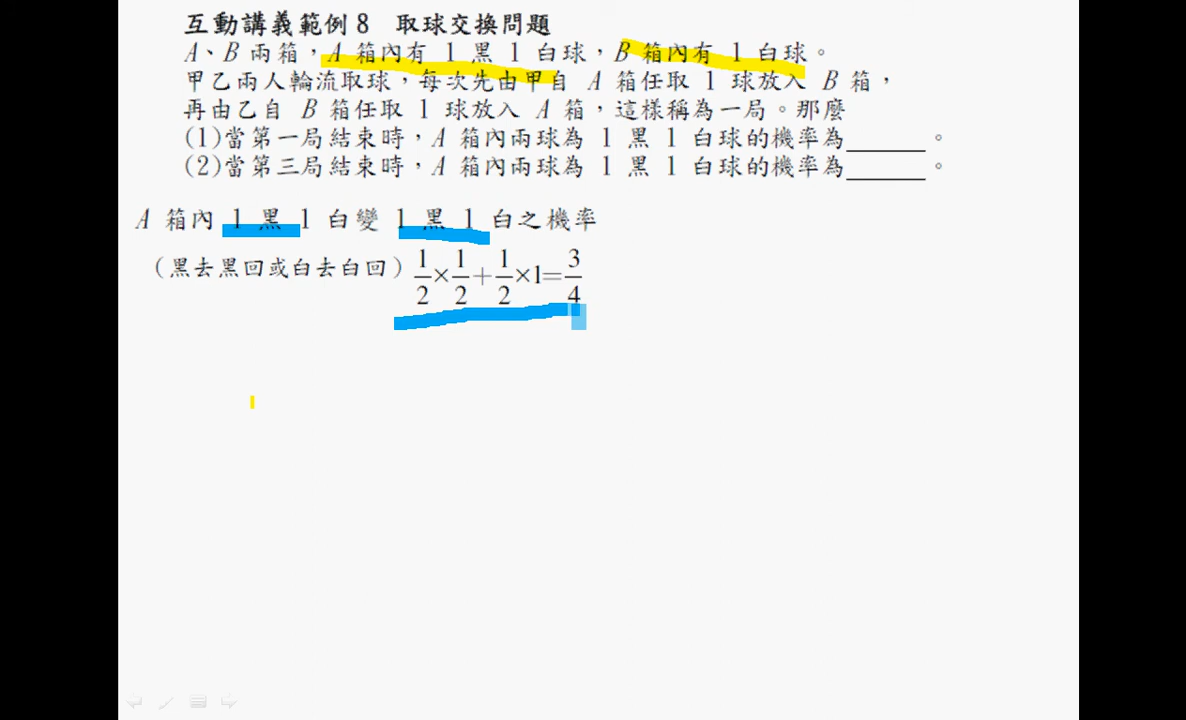 互動講義範例8 取球交換問題
A、B 兩箱，A 箱內有 1 黑 1 白球，B 箱內有 1 白球。
甲乙兩人輪流取球，每次先由甲自 A 箱任取 1 球放入 B 箱，
再由乙自 B 箱任取 1 球放入 A 箱，這樣稱為一局。那麼
(1)當第一局結束時，A 箱內兩球為 1 黑 1 白球的機率為______。
(2)當第三局結束時，A 箱內兩球為 1 黑 1 白球的機率為______。
A 箱內 1 黑 1 白變 1 黑 1 白之機率
（黑去黑回或白去白回）1/2×1/2+1/2×1=3/4